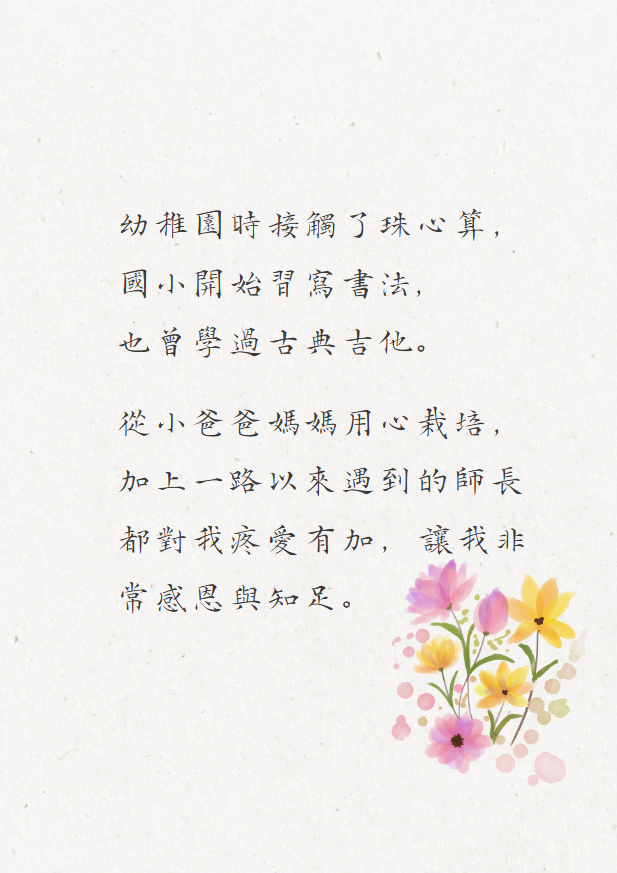 幼稚園時接觸了珠心算，
國小開始習寫書法，
也曾學過古典吉他。
從小爸爸媽媽用心栽培，
加上一路以來遇到的師長
都對我疼愛有加，讓我非
常感恩與知足。